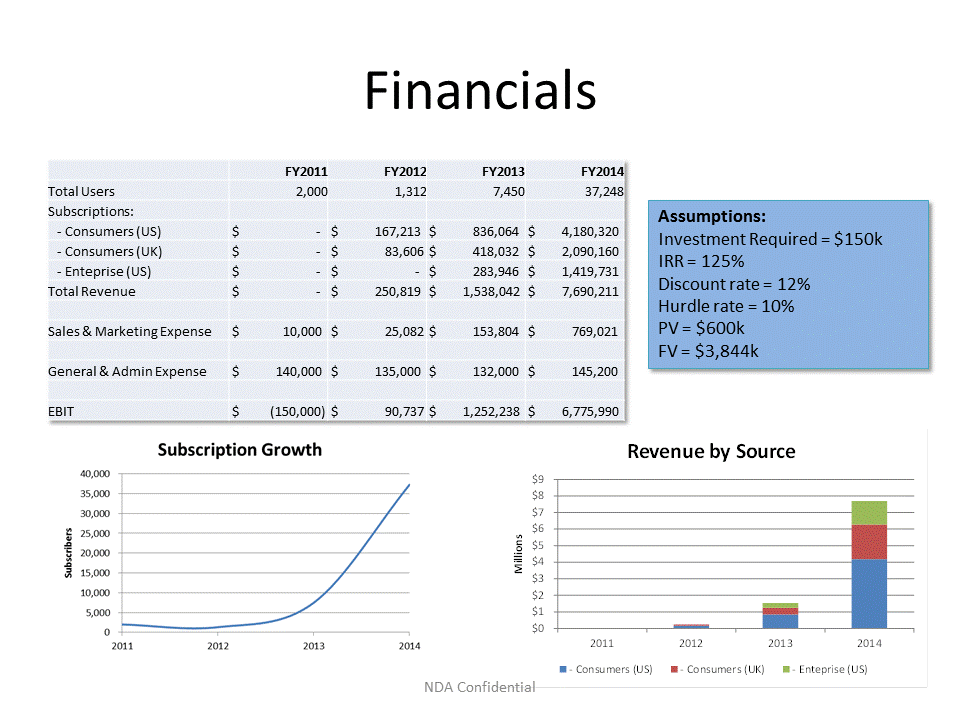 Financials
FY2011 FY2012 FY2013 FY2014
Total Users 2,000 1,312 7,450 37,248
Subscriptions:
- Consumers (US) $ - $ 167,213 $ 836,064 $ 4,180,320
- Consumers (UK) $ - $ 83,606 $ 418,032 $ 2,090,160
- Enteprise (US) $ - $ - $ 283,946 $ 1,419,731
Total Revenue $ - $ 250,819 $ 1,538,042 $ 7,690,211
Sales & Marketing Expense $ 10,000 $ 25,082 $ 153,804 $ 769,021
General & Admin Expense $ 140,000 $ 135,000 $ 132,000 $ 145,200
EBIT $ (150,000) $ 90,737 $ 1,252,238 $ 6,775,990
Assumptions:
Investment Required = $150k
IRR = 125%
Discount rate = 12%
Hurdle rate = 10%
PV = $600k
FV = $3,844k
Subscription Growth
Subscribers
40,000
35,000
30,000
25,000
20,000
15,000
10,000
5,000
0
2011 2012 2013 2014
Revenue by Source
Millions
$9
$8
$7
$6
$5
$4
$3
$2
$1
$0
2011 2012 2013 2014
- Consumers (US) - Consumers (UK) - Enteprise (US)
NDA Confidential